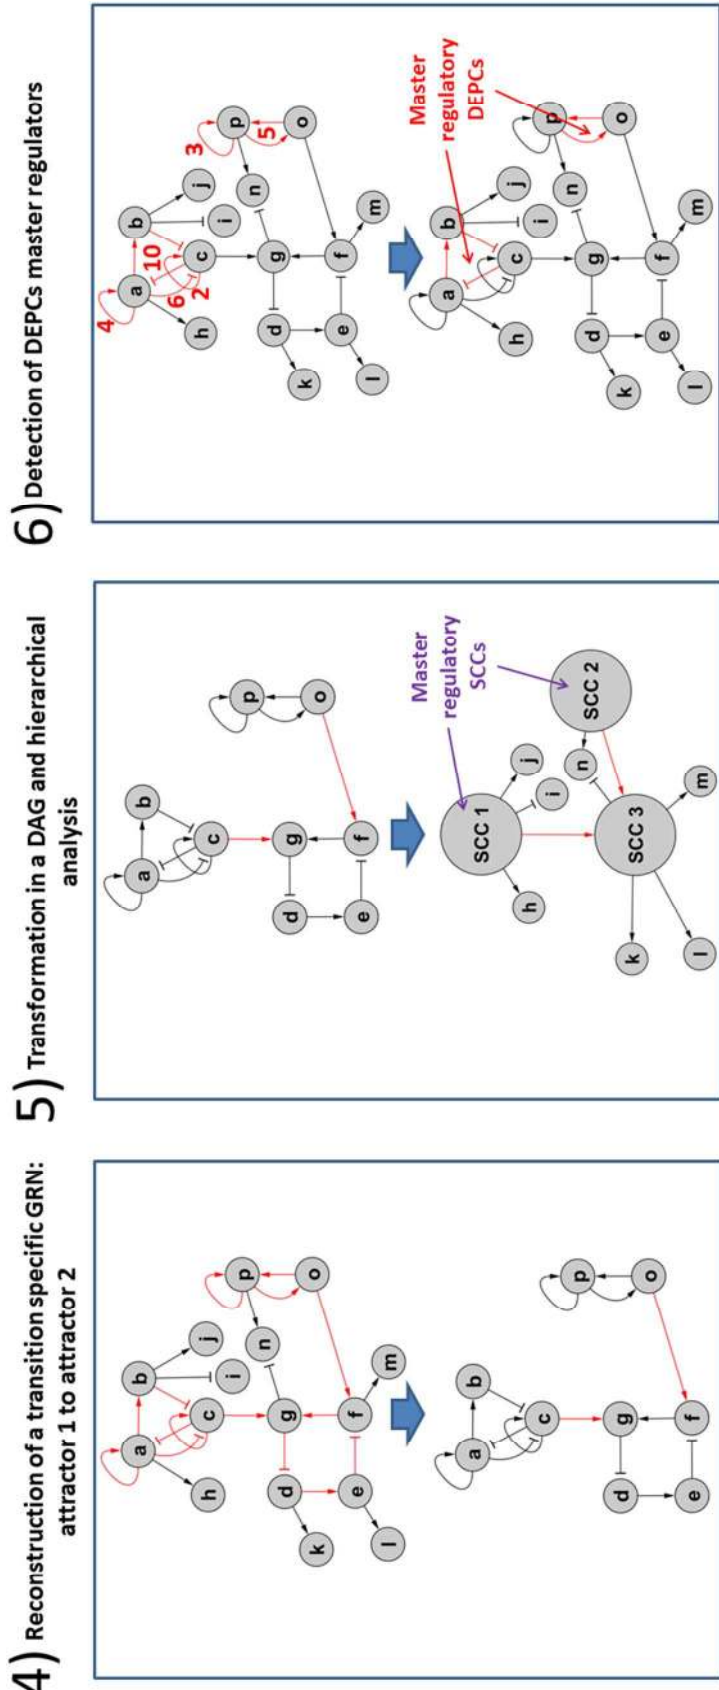 4) Reconstruction of a transition specific GRN:
attractor 1 to attractor 2
a
b
h
c
i
j
k
d
g
n
p
l
e
f
m
o
a
b
c
d
g
p
e
f
o
5) Transformation in a DAG and hierarchical
analysis
a
b
c
d
g
p
e
f
o
Master
regulatory
SCCs
SCC 1
h
i
j
k
l
SCC 3
m
n
SCC 2
6) Detection of DEPCs master regulators
4
a
b
10
6
2
h
c
i
j
k
d
g
n
3
p
5
l
e
f
m
o
Master
regulatory
DEPCs
a
b
h
c
i
j
k
d
g
n
p
l
e
f
m
o